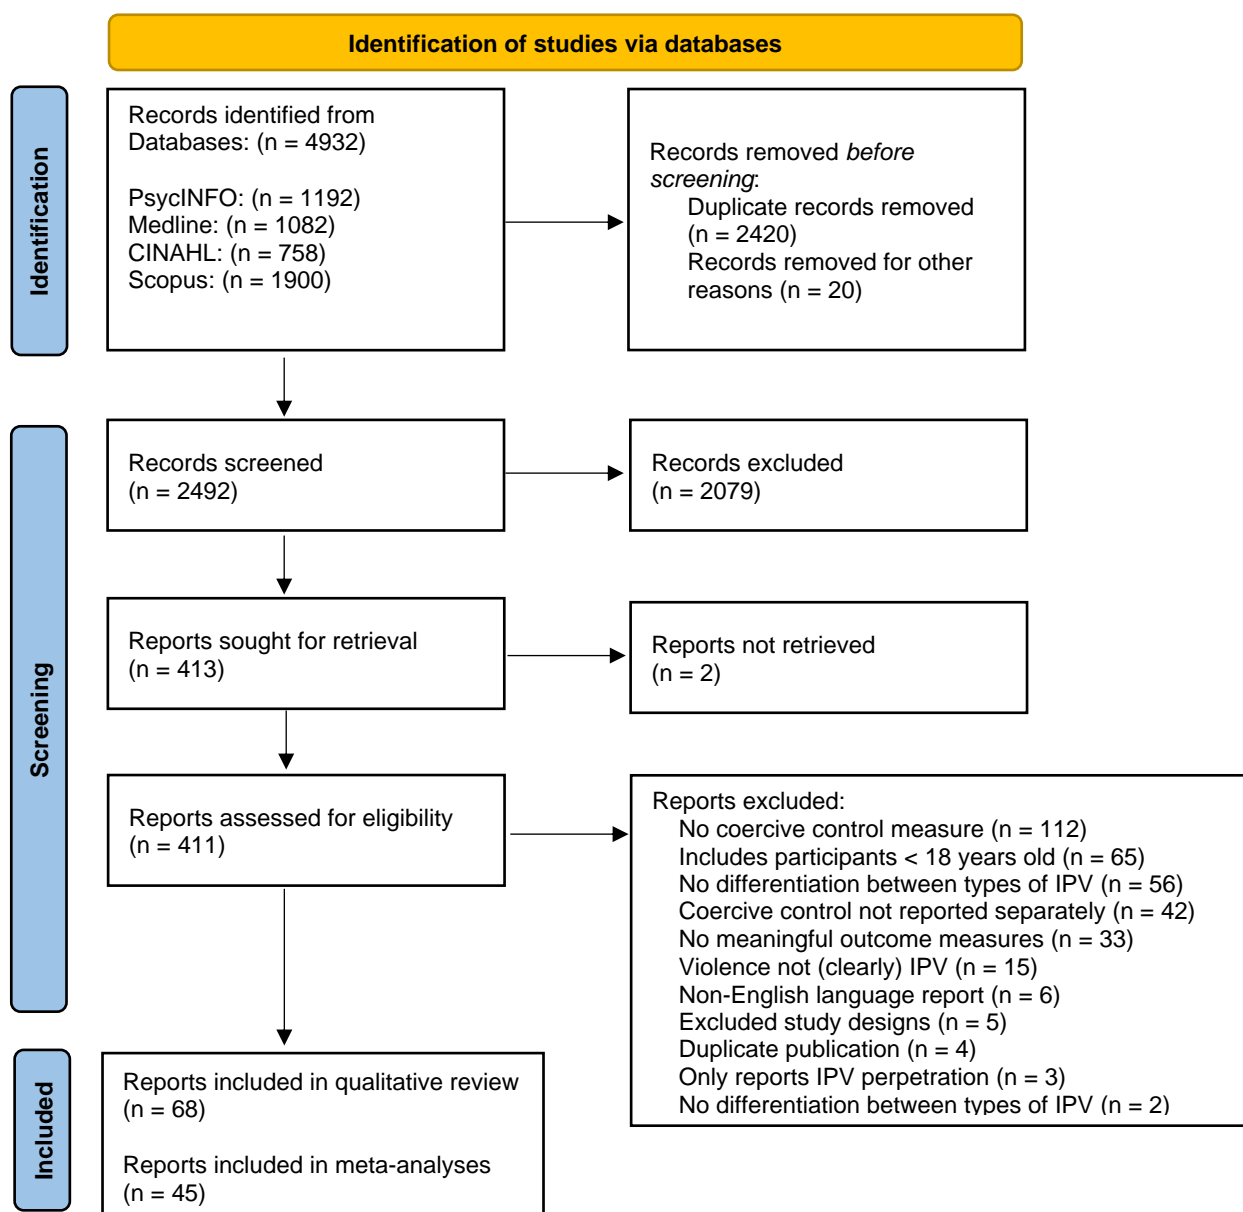 Identification of studies via databases
Identification
Records identified from
Databases: (n = 4932)
PsycINFO: (n = 1192)
Medline: (n = 1082)
CINAHL: (n = 758)
Scopus: (n = 1900)
Records removed before
screening:
Duplicate records removed
(n = 2420)
Records removed for other
reasons (n = 20)
Screening
Records screened
(n = 2492)
Records excluded
(n = 2079)
Reports sought for retrieval
(n = 413)
Reports not retrieved
(n = 2)
Reports assessed for eligibility
(n = 411)
Reports excluded:
No coercive control measure (n = 112)
Includes participants < 18 years old (n = 65)
No differentiation between types of IPV (n = 56)
Coercive control not reported separately (n = 42)
No meaningful outcome measures (n = 33)
Violence not (clearly) IPV (n = 15)
Non-English language report (n = 6)
Excluded study designs (n = 5)
Duplicate publication (n = 4)
Only reports IPV perpetration (n = 3)
No differentiation between types of IPV (n = 2)
Included
Reports included in qualitative review
(n = 68)
Reports included in meta-analyses
(n = 45)